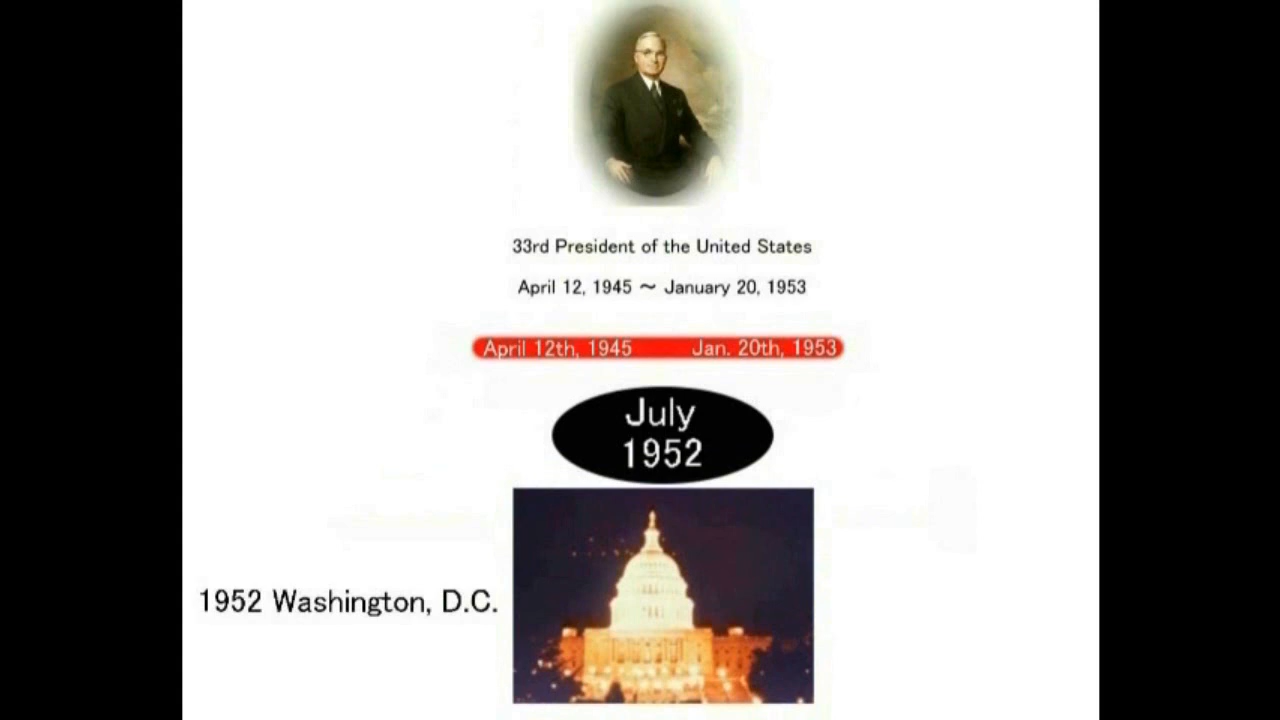 33rd President of the United States
April 12, 1945 ～ January 20, 1953
April 12th, 1945 Jan. 20th, 1953
July
1952
1952 Washington, D.C.